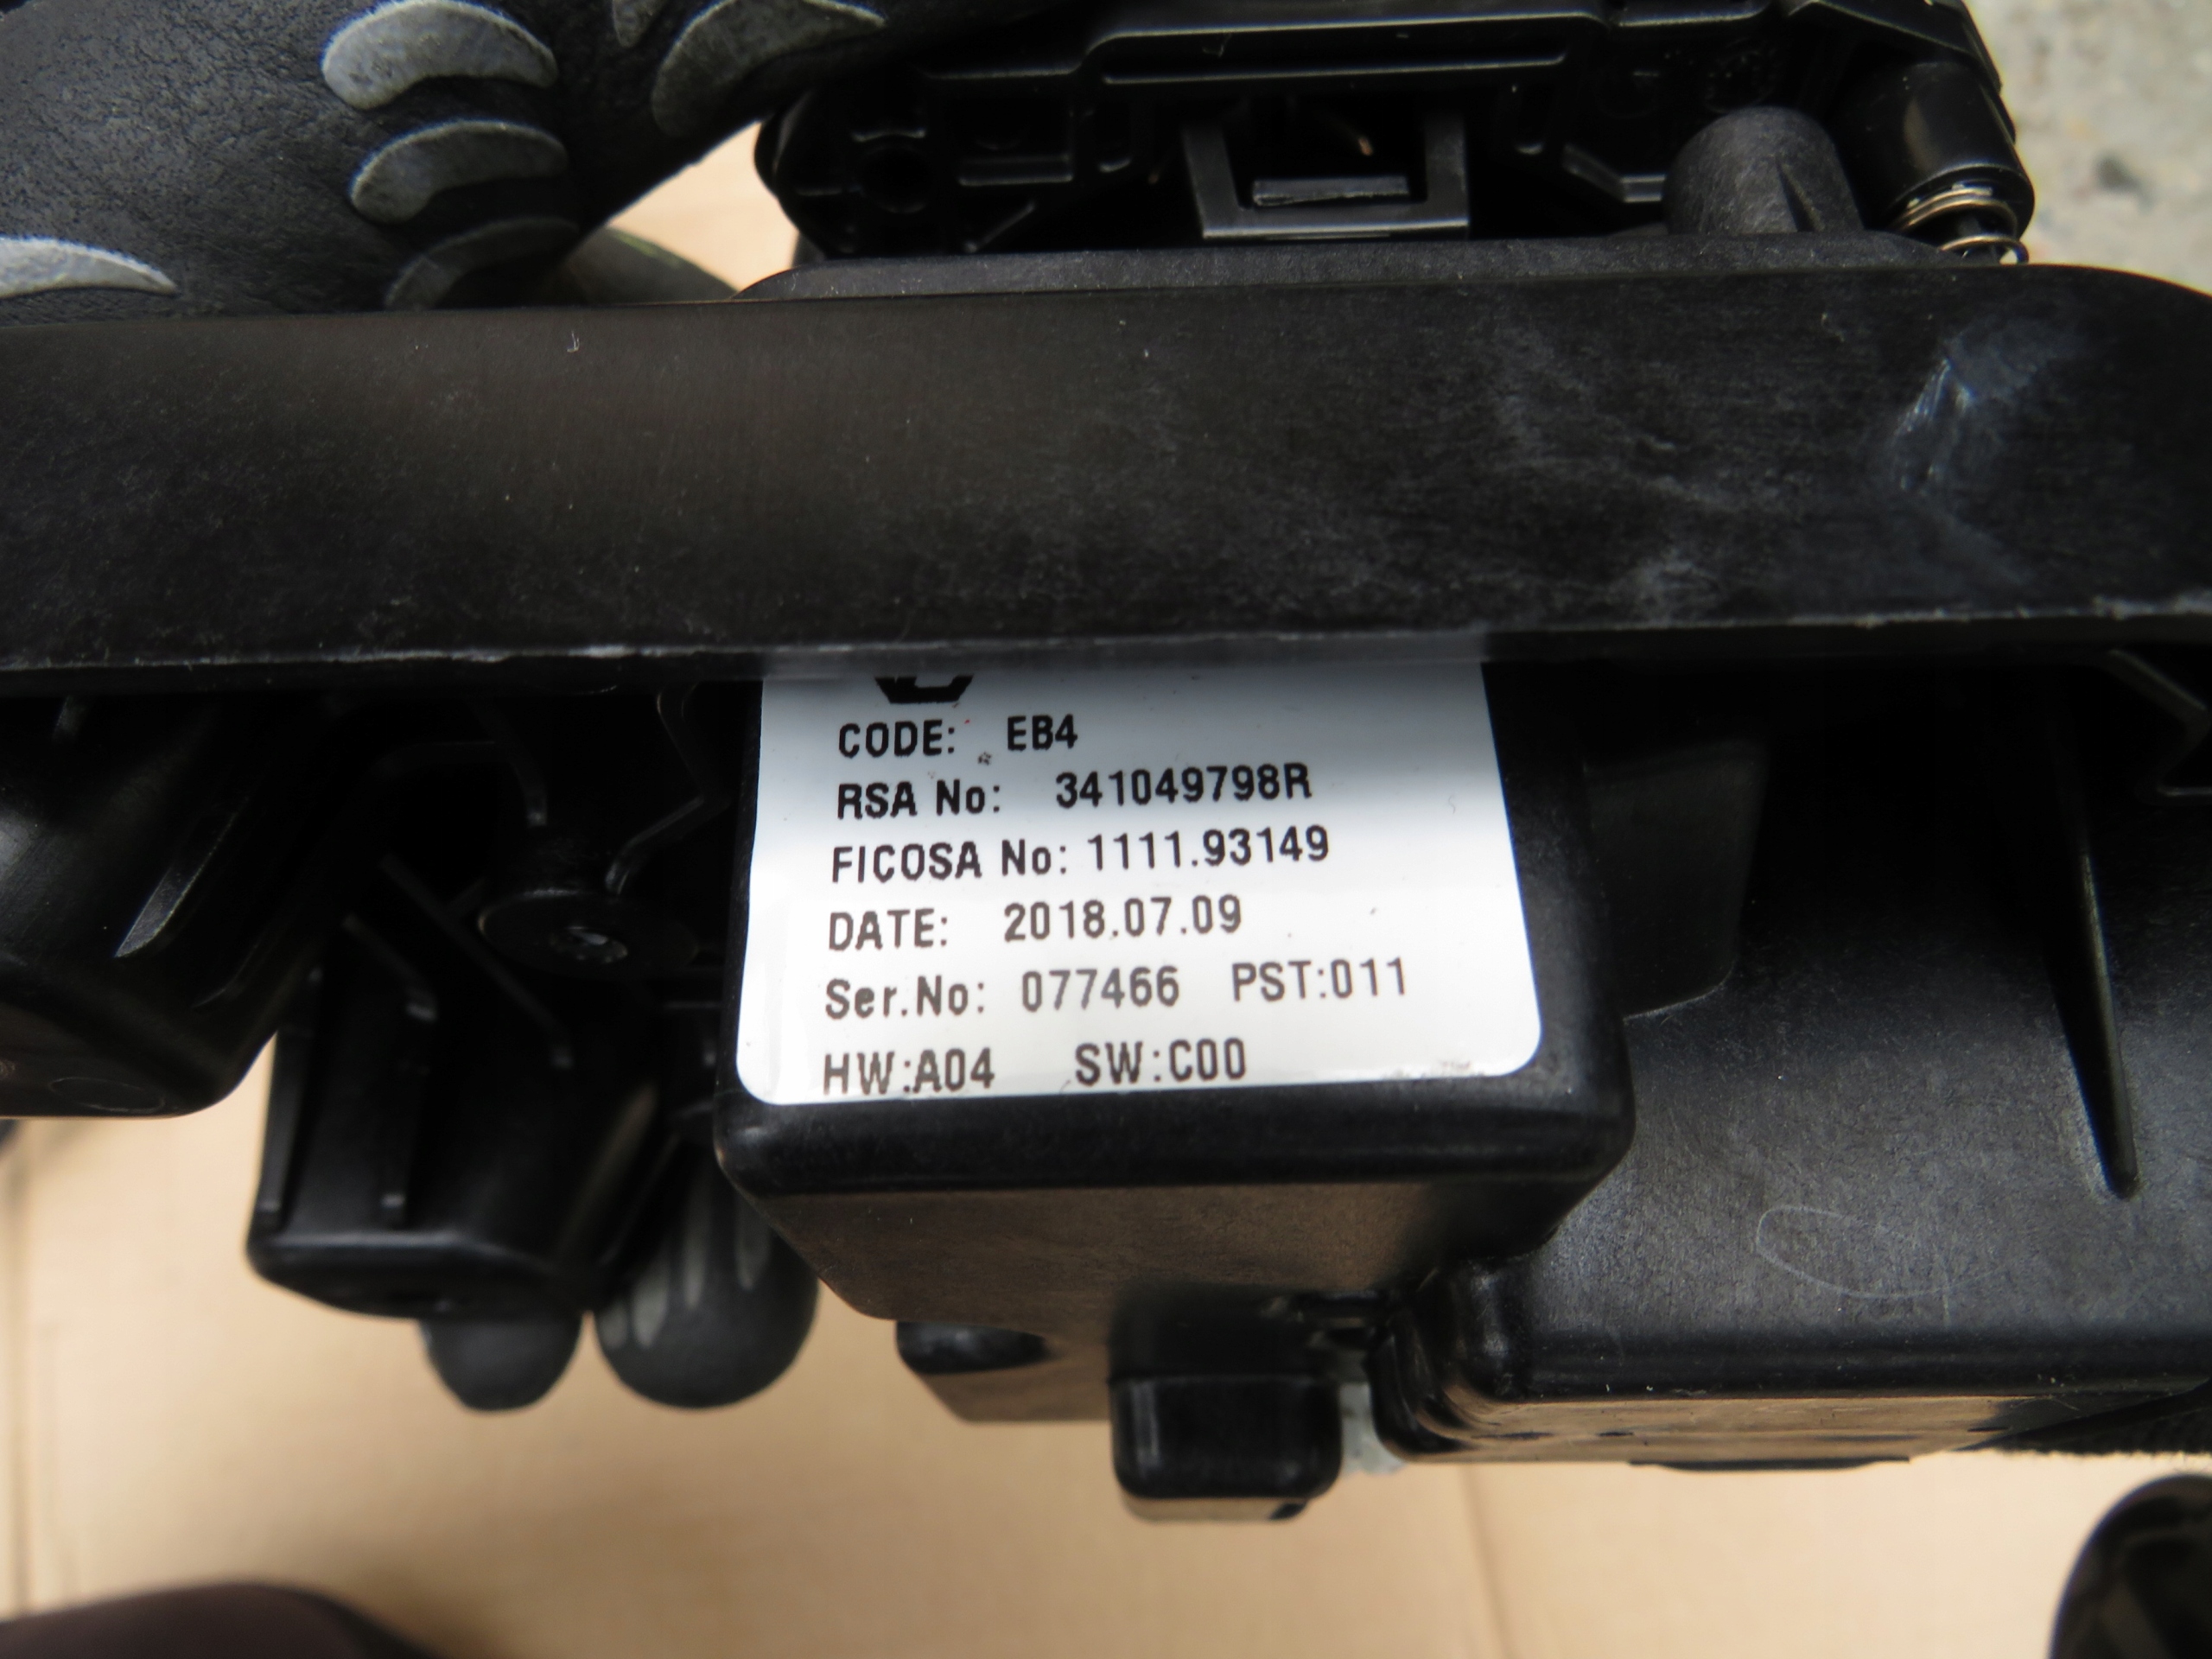 CODE: EB4
RSA No: 341049798R
FICOSA No: 1111.93149
DATE: 2018.07.09
Ser.No: 077466 PST:011
HW:A04 SW:C00